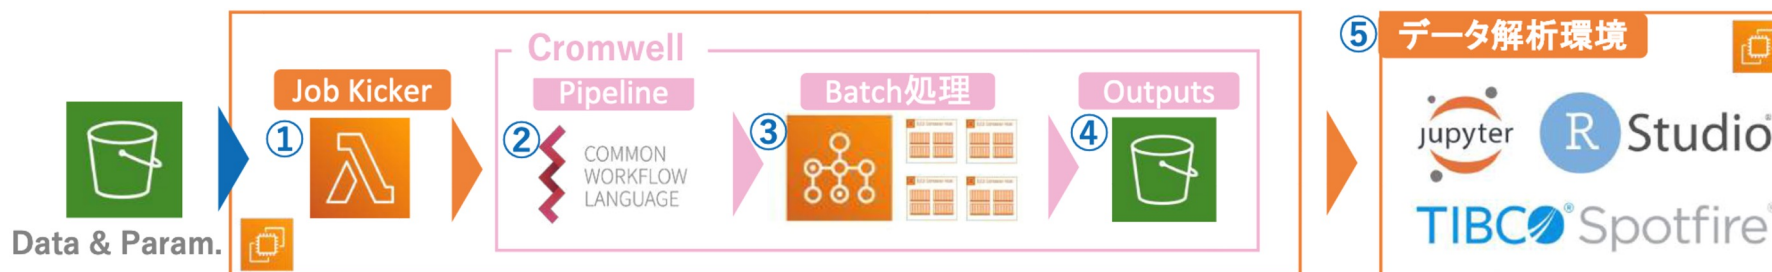 Data & Param.
Job Kicker
①
Cromwell
Pipeline
②
COMMON
WORKFLOW
LANGUAGE
Batch処理
③
Outputs
④
⑤ データ解析環境
jupyter
R Studio
TIBCO® Spotfire®